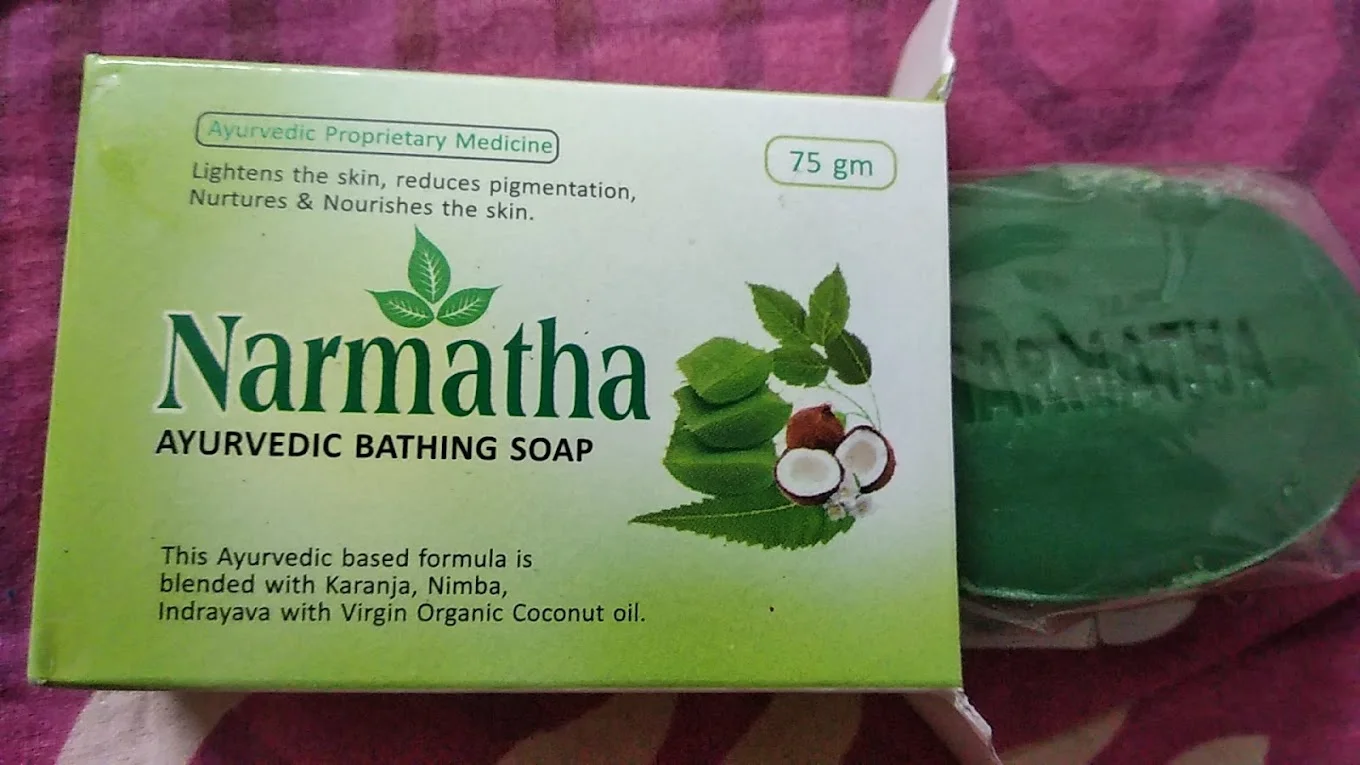 Ayurvedic Proprietary Medicine
75 gm
Lightens the skin, reduces pigmentation,
Nurtures & Nourishes the skin.
Narmatha
AYURVEDIC BATHING SOAP
This Ayurvedic based formula is
blended with Karanja, Nimba,
Indrayava with Virgin Organic Coconut oil.